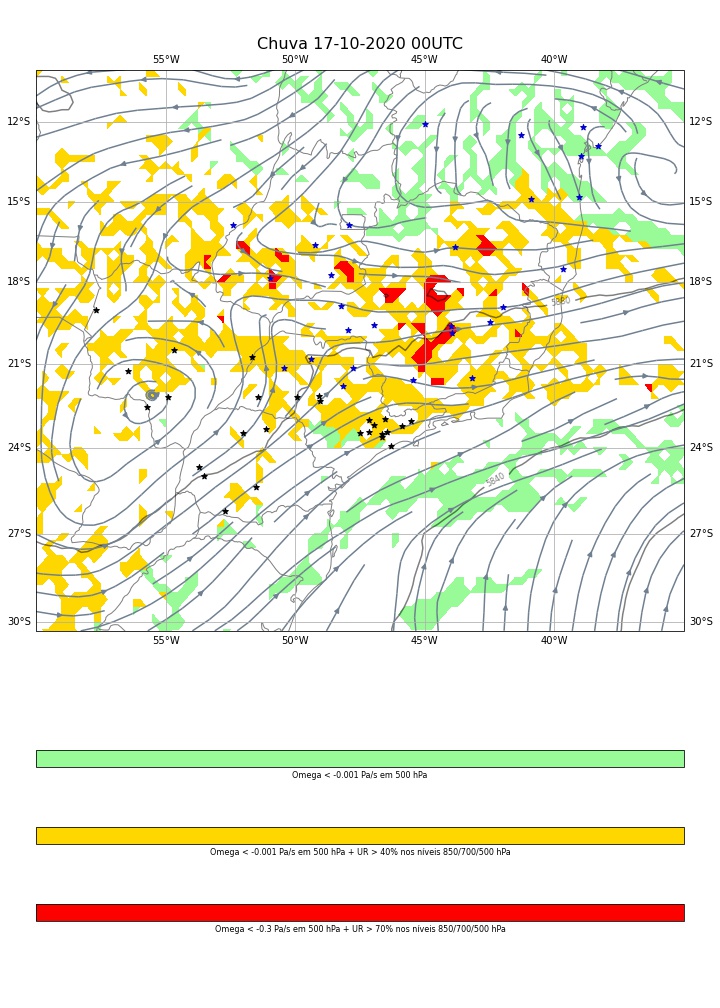 Chuva 17-10-2020 00UTC
55°W 50°W 45°W 40°W
12°S 12°S
15°S 15°S
18°S 18°S
5880
21°S 21°S
24°S 24°S
5840
27°S 27°S
30°S 30°S
55°W 50°W 45°W 40°W
Omega < -0.001 Pa/s em 500 hPa
Omega < -0.001 Pa/s em 500 hPa + UR > 40% nos níveis 850/700/500 hPa
Omega < -0.3 Pa/s em 500 hPa + UR > 70% nos níveis 850/700/500 hPa